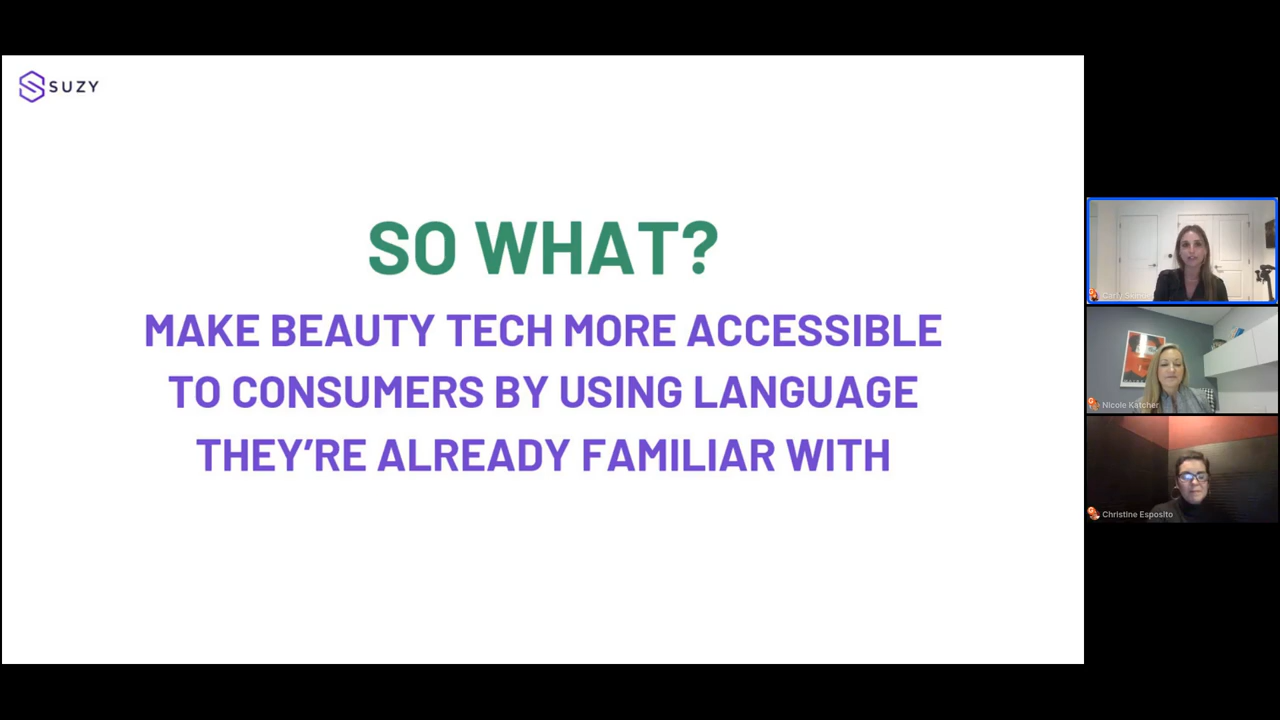 SUZY
SO WHAT?
MAKE BEAUTY TECH MORE ACCESSIBLE
TO CONSUMERS BY USING LANGUAGE
THEY’RE ALREADY FAMILIAR WITH
Nicole Katcher
Christine Esposito